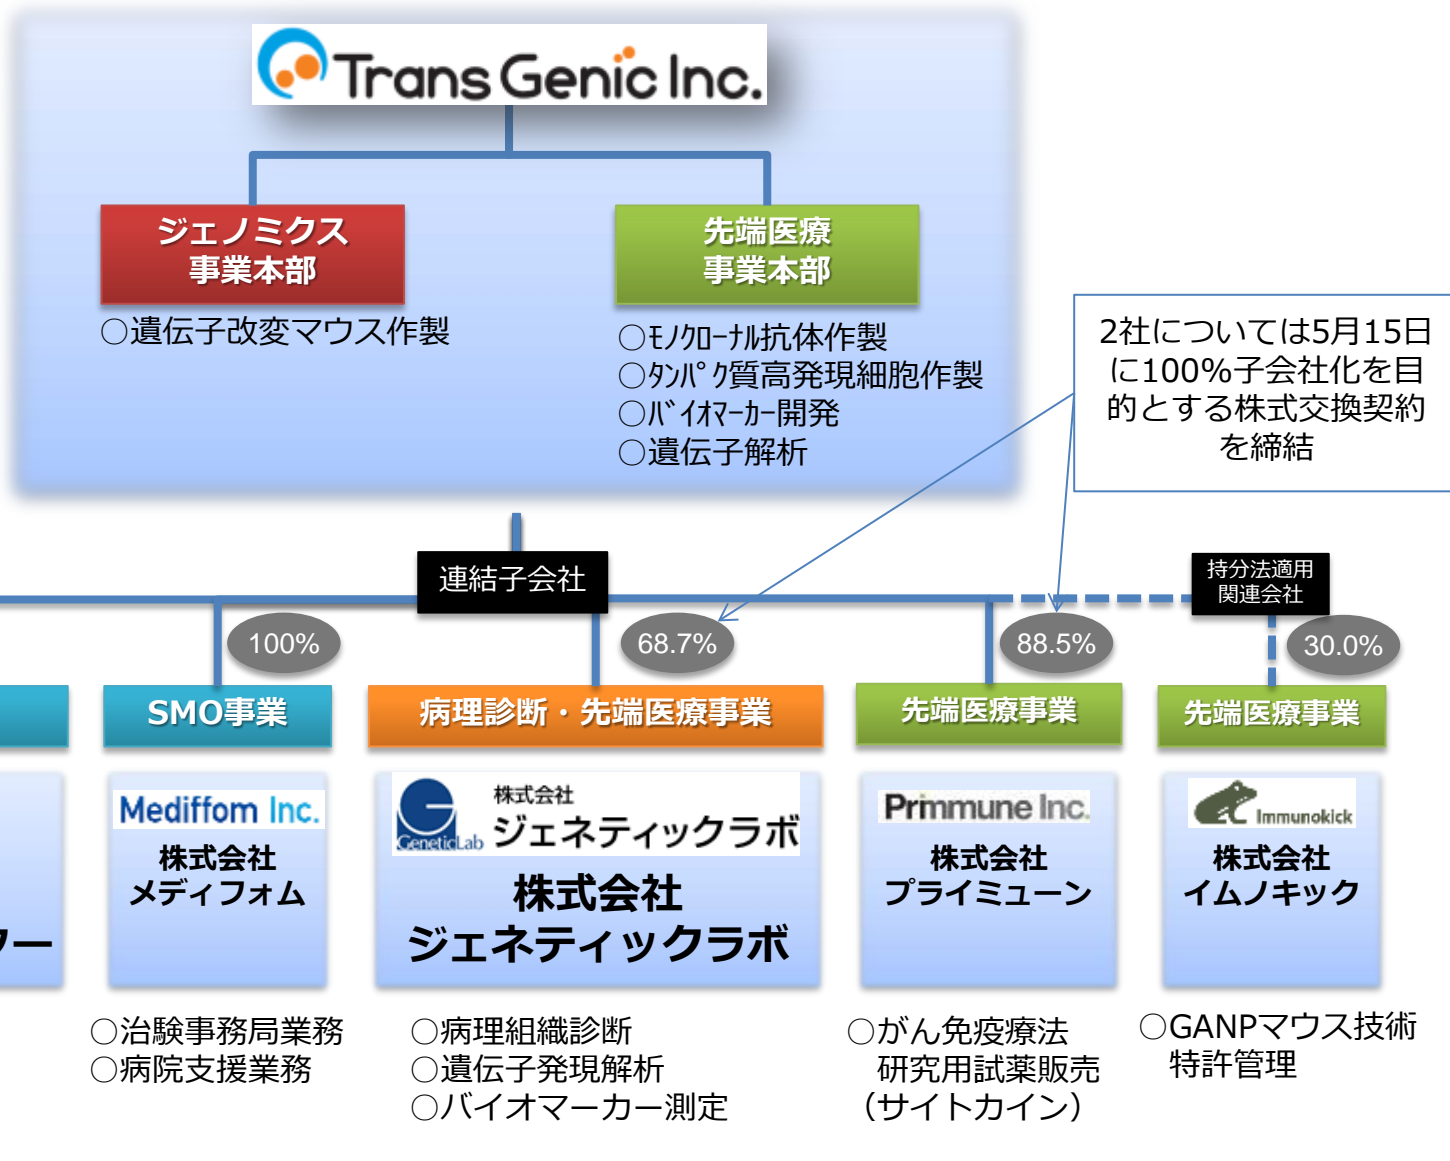 Trans Genic Inc.
ジェノミクス
事業本部
○遺伝子改変マウス作製
先端医療
事業本部
○ﾓﾉｸﾛｰﾅﾙ抗体作製
○ﾀﾝﾊﾟｸ質高発現細胞作製
○ﾊﾞｲｵﾏｰｶｰ開発
○遺伝子解析
2社については5月15日
に100%子会社化を目
的とする株式交換契約
を締結
連結子会社
持分法適用
関連会社
100%
68.7%
88.5%
30.0%
SMO事業
病理診断・先端医療事業
先端医療事業
先端医療事業
ー
Mediffom Inc.
株式会社
メディフォム
○治験事務局業務
○病院支援業務
GeneticLab
株式会社
ジェネティックラボ
株式会社
ジェネティックラボ
○病理組織診断
○遺伝子発現解析
○バイオマーカー測定
Primmune Inc.
株式会社
プライミューン
○がん免疫療法
研究用試薬販売
（サイトカイン）
Immunokick
株式会社
イムノキック
○GANPマウス技術
特許管理